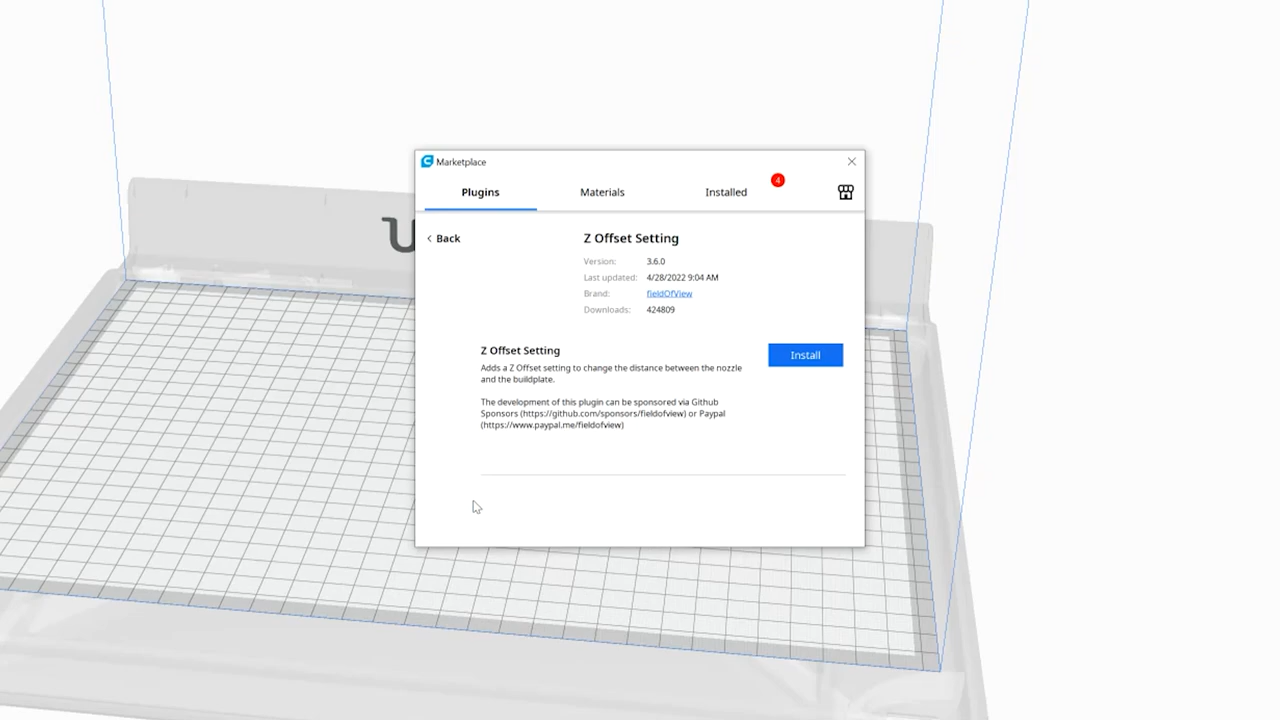 Marketplace
Plugins Materials Installed 4
Back
Z Offset Setting
Version: 3.6.0
Last updated: 4/28/2022 9:04 AM
Brand: fieldOfView
Downloads: 424809
Z Offset Setting
Install
Adds a Z Offset setting to change the distance between the nozzle
and the buildplate.
The development of this plugin can be sponsored via Github
Sponsors (https://github.com/sponsors/fieldofview) or Paypal
(https://www.paypal.me/fieldofview)